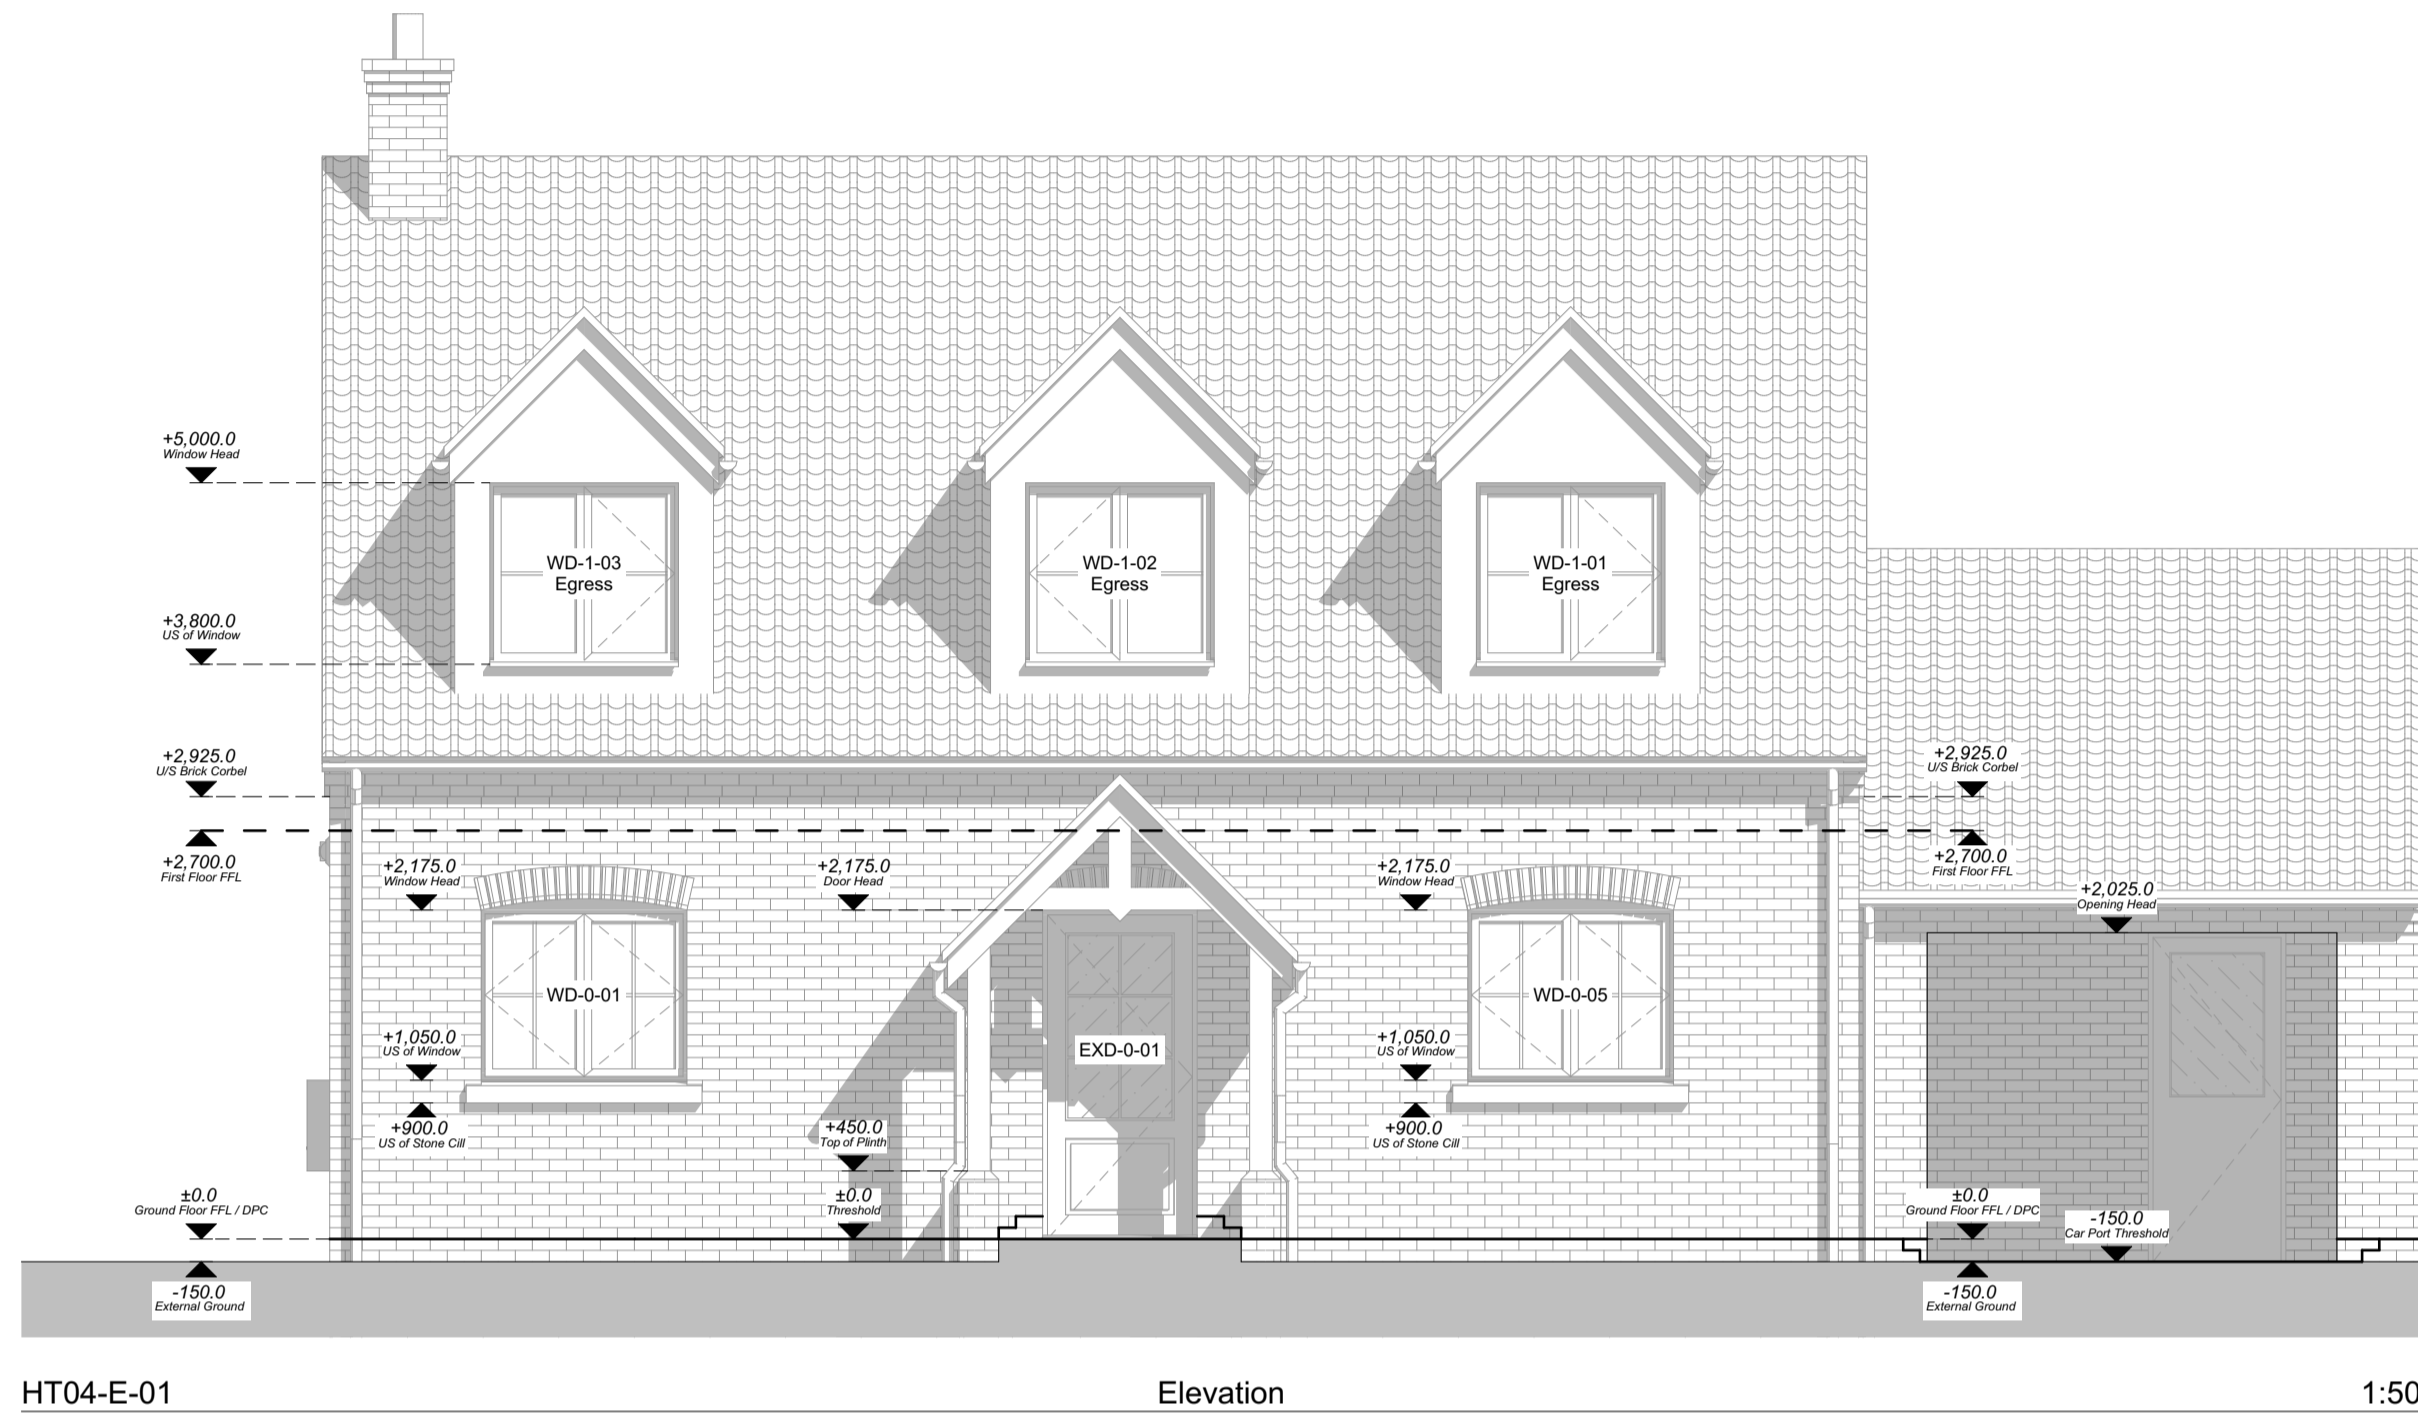 +5,000.0
Window Head
WD-1-03
Egress
WD-1-02
Egress
WD-1-01
Egress
+3,800.0
US of Window
+2,925.0
U/S Brick Corbel
+2,925.0
U/S Brick Corbel
+2,700.0
First Floor FFL
+2,175.0
Window Head
+2,175.0
Door Head
+2,175.0
Window Head
+2,700.0
First Floor FFL
+2,025.0
Opening Head
WD-0-01
WD-0-05
+1,050.0
US of Window
EXD-0-01
+1,050.0
US of Window
+900.0
US of Stone Cill
+450.0
Top of Plinth
+900.0
US of Stone Cill
±0.0
Ground Floor FFL / DPC
±0.0
Threshold
±0.0
Ground Floor FFL / DPC
-150.0
Car Port Threshold
-150.0
External Ground
-150.0
External Ground
HT04-E-01
Elevation
1:50